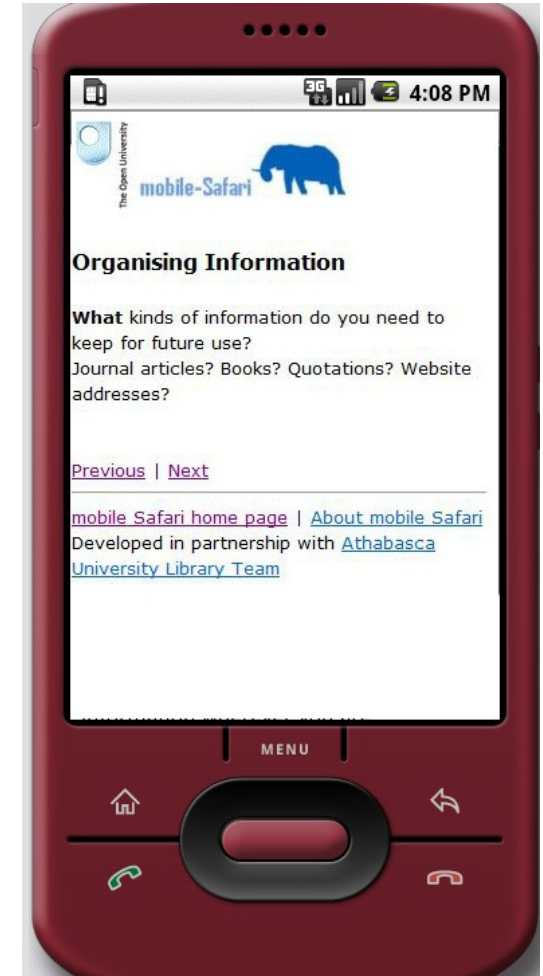 3G 4:08 PM
The Open University
mobile-Safari
Organising Information
What kinds of information do you need to
keep for future use?
Journal articles? Books? Quotations? Website
addresses?
Previous | Next
mobile Safari home page | About mobile Safari
Developed in partnership with Athabasca
University Library Team
MENU